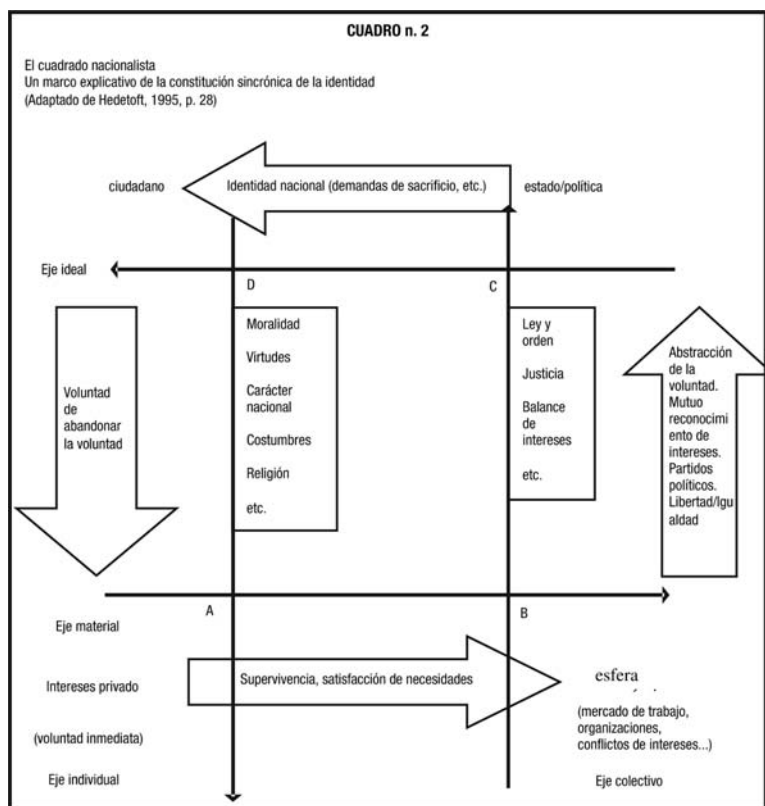 CUADRO n. 2
El cuadrado nacionalista
Un marco explicativo de la constitución sincrónica de la identidad
(Adaptado de Hedetoft, 1995, p. 28)
ciudadano
Identidad nacional (demandas de sacrificio, etc.)
estado/política
Eje ideal
D
C
Voluntad
de
abandonar
la voluntad
Moralidad
Virtudes
Carácter
nacional
Costumbres
Religión
etc.
Ley y
orden
Justicia
Balance
de
intereses
etc.
Abstracción
de la
voluntad.
Mutuo
reconocimi
ento de
intereses.
Partidos
políticos.
Libertad/Igu
aldad
A
B
Eje material
Intereses privado
Supervivencia, satisfacción de necesidades
esfera
(voluntad inmediata)
(mercado de trabajo,
organizaciones,
conflictos de intereses...)
Eje individual
Eje colectivo